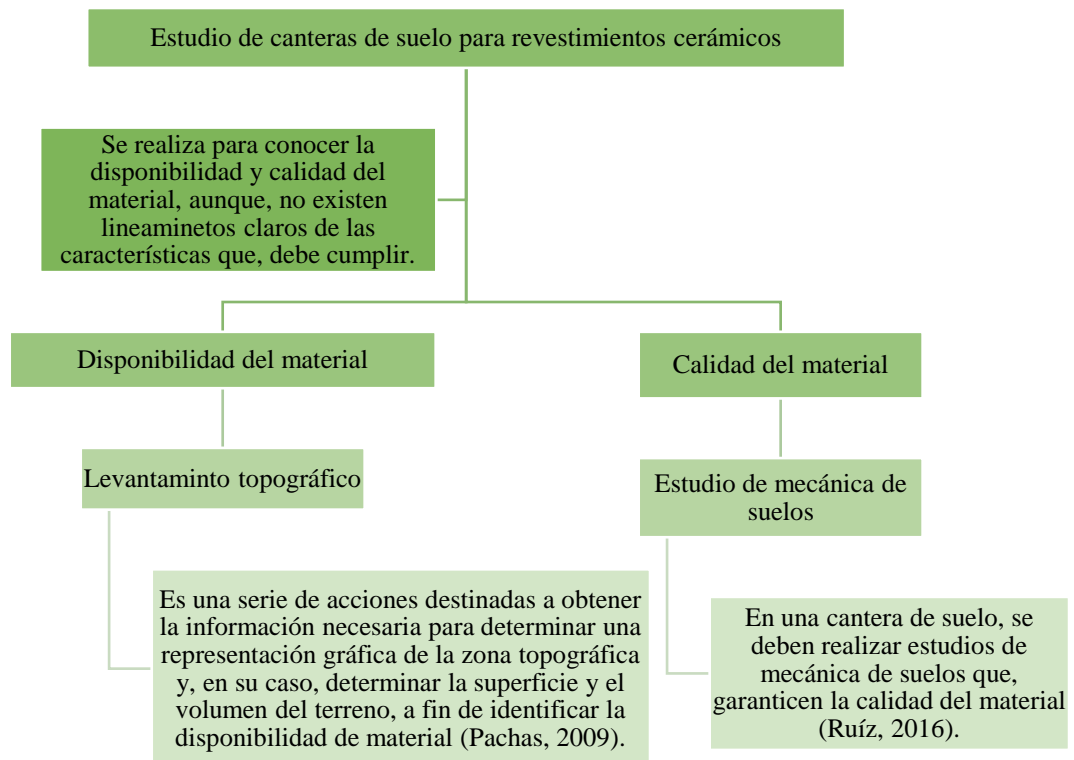 Estudio de canteras de suelo para revestimientos cerámicos
Se realiza para conocer la
disponibilidad y calidad del
material, aunque, no existen
lineaminetos claros de las
características que, debe cumplir.
Disponibilidad del material
Calidad del material
Levantaminto topográfico
Estudio de mecánica de
suelos
Es una serie de acciones destinadas a obtener
la información necesaria para determinar una
representación gráfica de la zona topográfica
y, en su caso, determinar la superficie y el
volumen del terreno, a fin de identificar la
disponibilidad de material (Pachas, 2009).
En una cantera de suelo, se
deben realizar estudios de
mecánica de suelos que,
garanticen la calidad del material
(Ruíz, 2016).